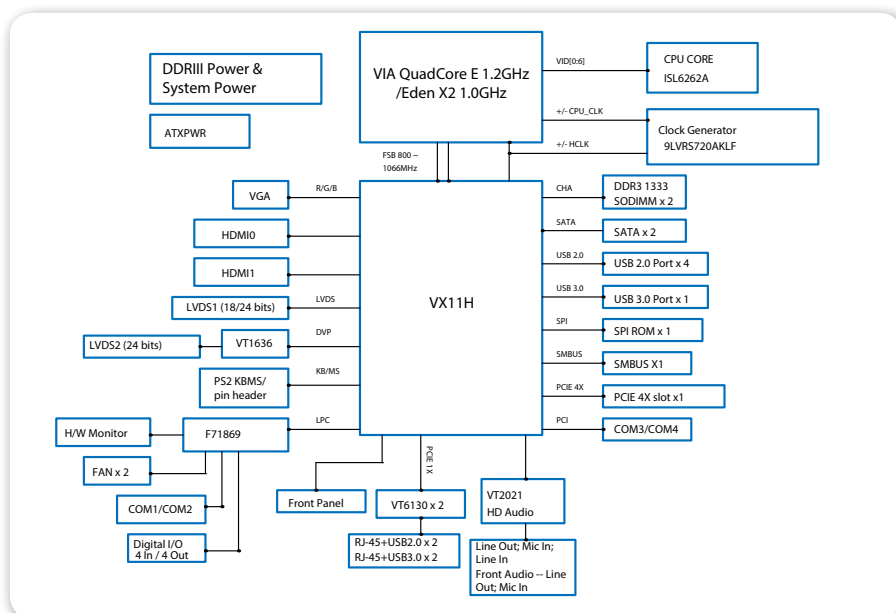 DDRIII Power &
System Power
ATXPWR
VIA QuadCore E 1.2GHz
/Eden X2 1.0GHz
VID[0:6]
CPU CORE
ISL6262A
+/- CPU_CLK
+/- HCLK
Clock Generator
9LVRS720AKLF
FSB 800 ~
1066MHz
VX11H
VGA
R/G/B
HDMI0
HDMI1
LVDS1 (18/24 bits)
LVDS
LVDS2 (24 bits)
VT1636
DVP
PS2 KBMS/
pin header
KB/MS
H/W Monitor
F71869
LPC
FAN x 2
COM1/COM2
Digital I/O
4 In / 4 Out
CHA
DDR3 1333
SODIMM x 2
SATA
SATA x 2
USB 2.0
USB 2.0 Port x 4
USB 3.0
USB 3.0 Port x 1
SPI
SPI ROM x 1
SMBUS
SMBUS X1
PCIE 4X
PCIE 4X slot x1
PCI
COM3/COM4
Front Panel
PCIE 1X
VT6130 x 2
RJ-45+USB2.0 x 2
RJ-45+USB3.0 x 2
VT2021
HD Audio
Line Out; Mic In;
Line In
Front Audio -- Line
Out; Mic In